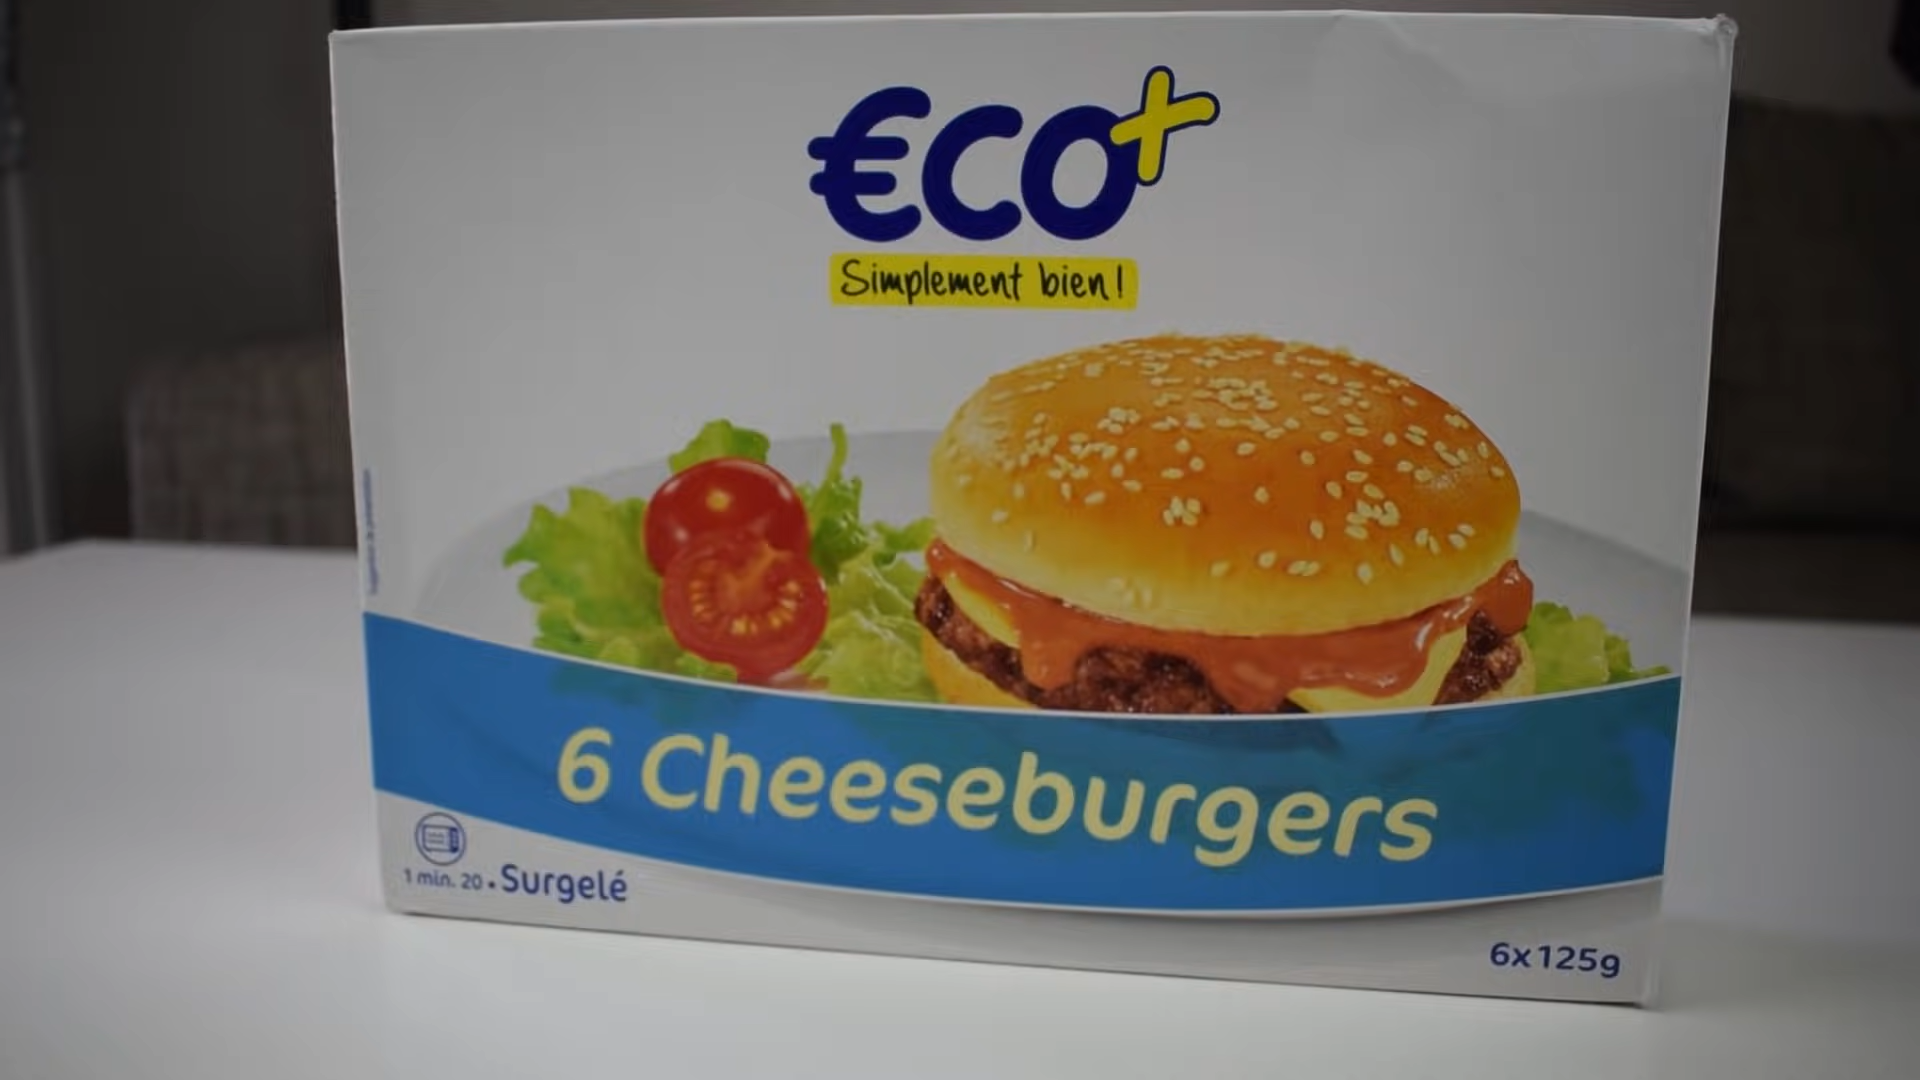 €CO+
Simplement bien!
6 Cheeseburgers
1 min. 20 • Surgelé
6x125g